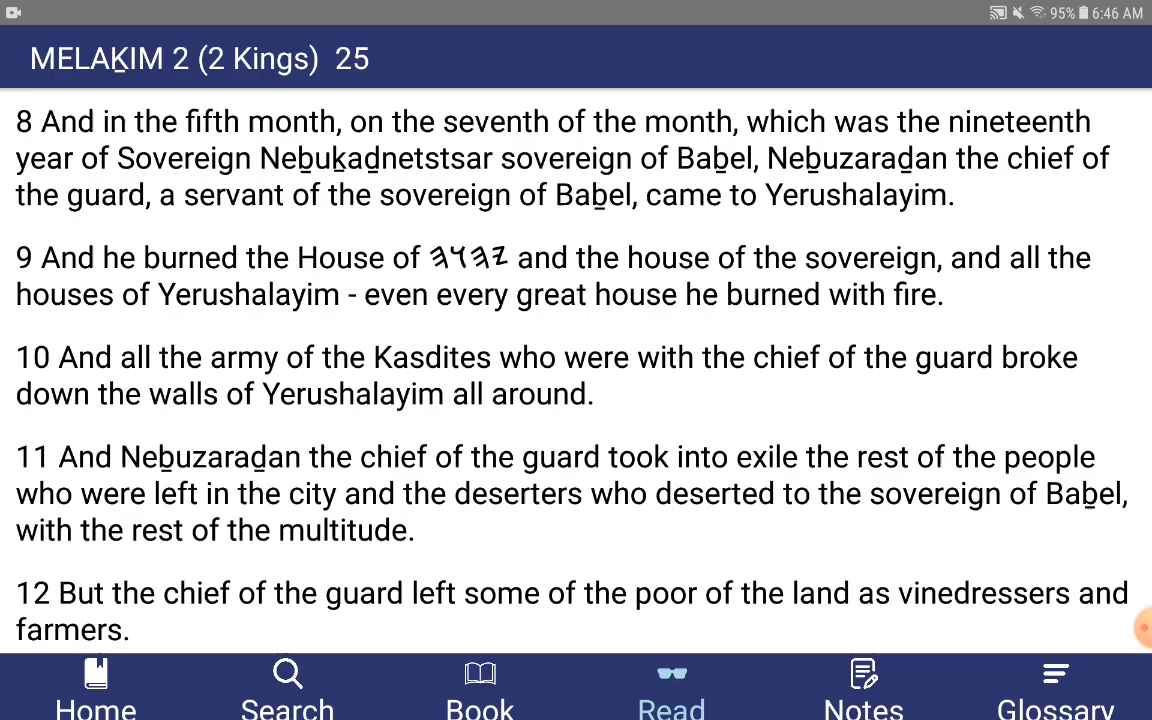 95% 6:46 AM
MELAḴIM 2 (2 Kings) 25
8 And in the fifth month, on the seventh of the month, which was the nineteenth
year of Sovereign Neḇuḵaḏnetstsar sovereign of Baḇel, Neḇuzaraḏan the chief of
the guard, a servant of the sovereign of Baḇel, came to Yerushalayim.
9 And he burned the House of 𐤉𐤄𐤅𐤄 and the house of the sovereign, and all the
houses of Yerushalayim - even every great house he burned with fire.
10 And all the army of the Kasdites who were with the chief of the guard broke
down the walls of Yerushalayim all around.
11 And Neḇuzaraḏan the chief of the guard took into exile the rest of the people
who were left in the city and the deserters who deserted to the sovereign of Baḇel,
with the rest of the multitude.
12 But the chief of the guard left some of the poor of the land as vinedressers and
farmers.
Home Search Book Read Notes Glossary